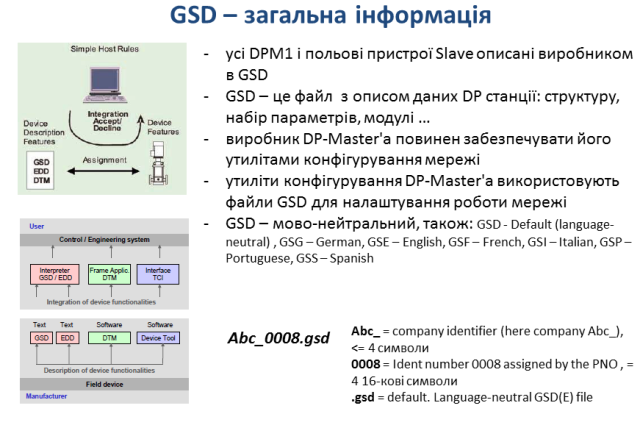 GSD – загальна інформація
Simple Host Rules
Integration
Accept/
Decline
Device
Description
Features
Device
Features
GSD
EDD
DTM
Assignment
- усі DPM1 і польові пристрої Slave описані виробником
в GSD
- GSD – це файл з описом даних DP станції: структуру,
набір параметрів, модулі ...
- виробник DP-Master'а повинен забезпечувати його
утилітами конфігурування мережі
- утиліти конфігурування DP-Master'а використовують
файли GSD для налаштування роботи мережі
- GSD – мово-нейтральний, також: GSD - Default (language-
neutral) , GSG – German, GSE – English, GSF – French, GSI – Italian, GSP –
Portuguese, GSS – Spanish
User
Control / Engineering system
Interpreter
GSD / EDD
Frame Applic.
DTM
Interface
TCI
Integration of device functionalities
Text Text Software Software
GSD EDD DTM Device Tool
Description of device functionalities
Field device
Manufacturer
Abc_0008.gsd
Abc_ = company identifier (here company Abc_),
<= 4 символи
0008 = Ident number 0008 assigned by the PNO , =
4 16-кові символи
.gsd = default. Language-neutral GSD(E) file